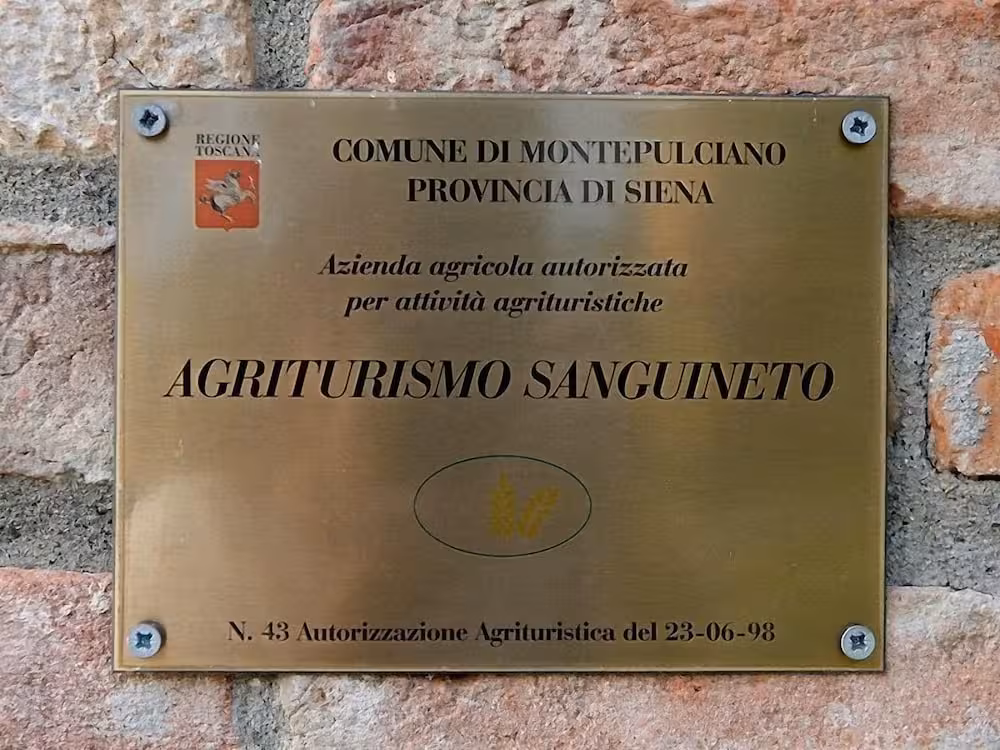 REGIONE
TOSCANA
COMUNE DI MONTEPULCIANO
PROVINCIA DI SIENA
Azienda agricola autorizzata
per attività agrituristiche
AGRITURISMO SANGUINETO
N. 43 Autorizzazione Agrituristica del 23-06-98